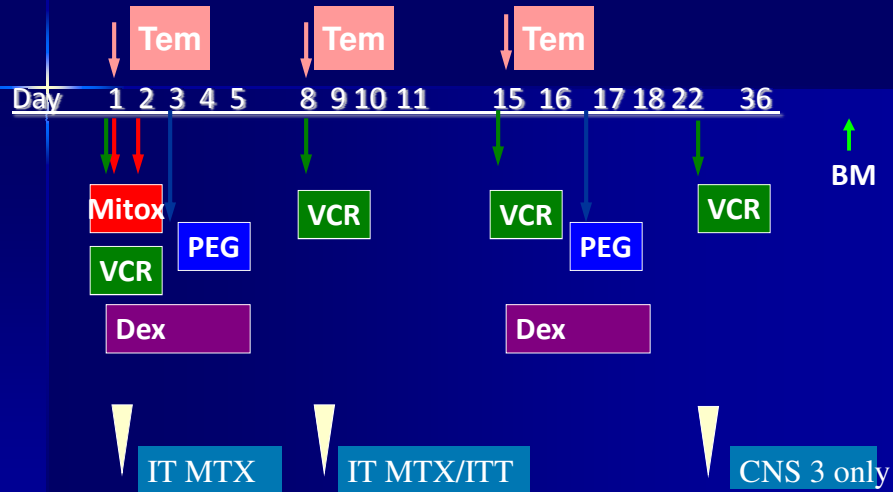 Tem Tem Tem
Day 1 2 3 4 5 8 9 10 11 15 16 17 18 22 36
BM
Mitox VCR VCR VCR
PEG PEG
VCR
Dex Dex
IT MTX IT MTX/ITT CNS 3 only